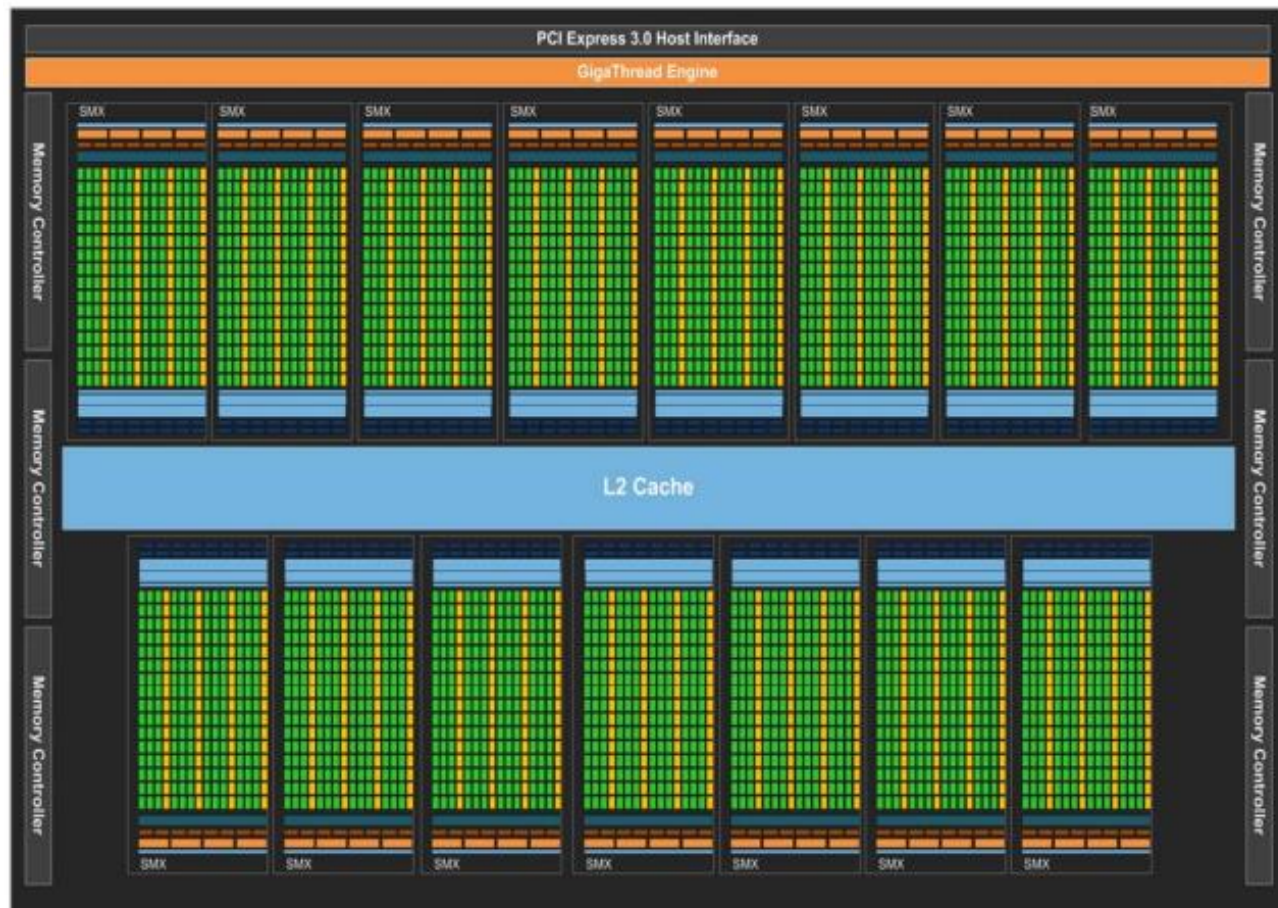 PCI Express 3.0 Host Interface
GigaThread Engine
SMX SMX SMX SMX SMX SMX SMX SMX
Memory Controller
Memory Controller
Memory Controller
Memory Controller
L2 Cache
Memory Controller
Memory Controller
SMX SMX SMX SMX SMX SMX SMX